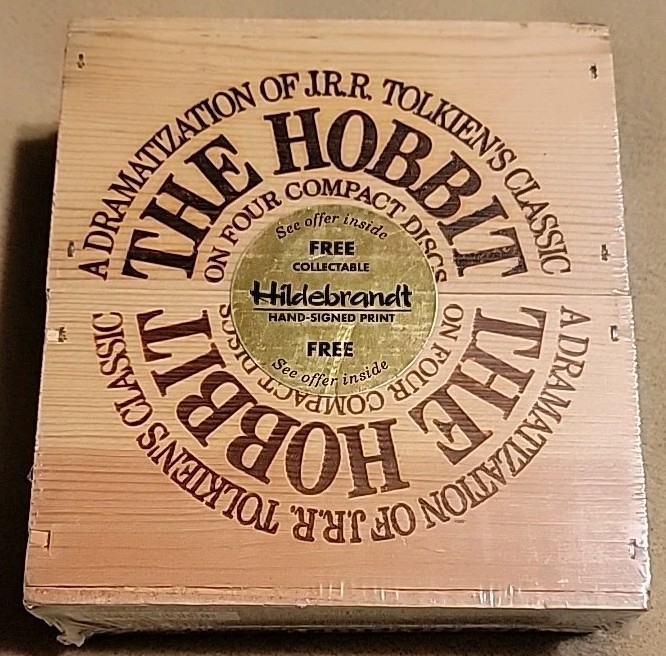 A DRAMATIZATION OF J.R.R. TOLKIEN'S CLASSIC
THE HOBBIT
ON FOUR COMPACT DISCS
See offer inside
FREE
COLLECTABLE
Hildebrandt
HAND-SIGNED PRINT
FREE
See offer inside
ON FOUR COMPACT DISCS
THE HOBBIT
A DRAMATIZATION OF J.R.R. TOLKIEN'S CLASSIC